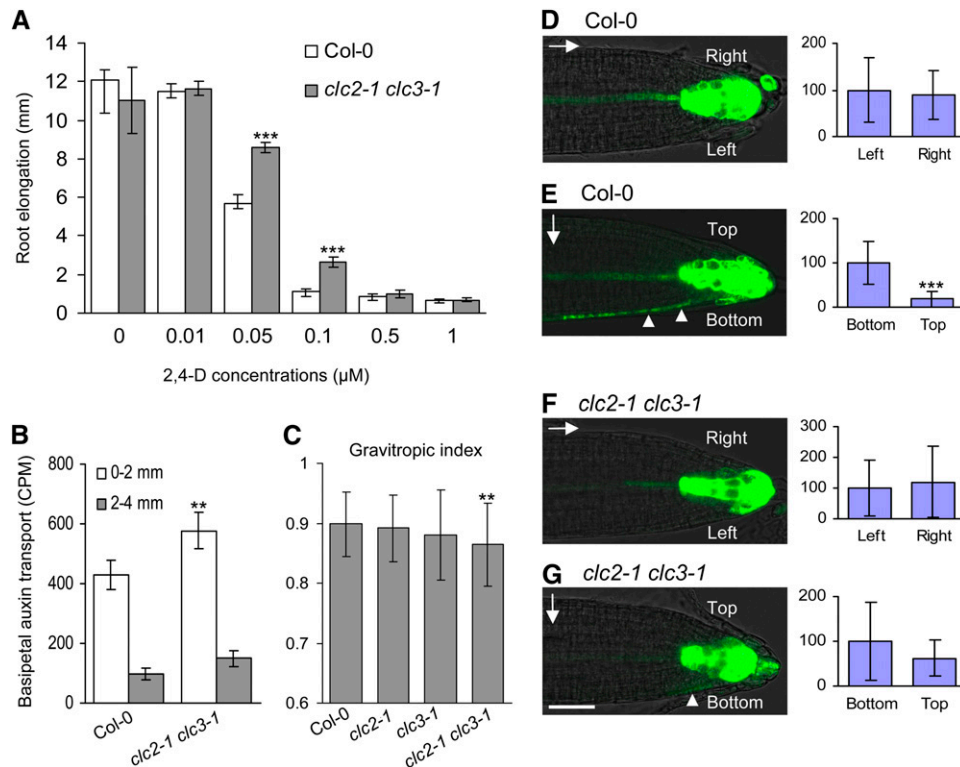 A
Root elongation (mm)
14
12
10
8
6
4
2
0
Col-0
clc2-1 clc3-1
***
***
0 0.01 0.05 0.1 0.5 1
2,4-D concentrations (µM)
B
Basipetal auxin transport (CPM)
800
600
400
200
0
0-2 mm
2-4 mm
**
Col-0
clc2-1 clc3-1
C
Gravitropic index
1
0.9
0.8
0.7
0.6
**
Col-0
clc2-1
clc3-1
clc2-1 clc3-1
D Col-0
Right
Left
200
100
0
Left Right
E Col-0
Top
Bottom
200
100
0
***
Bottom Top
F clc2-1 clc3-1
Right
Left
300
200
100
0
Left Right
G clc2-1 clc3-1
Top
Bottom
200
100
0
Bottom Top